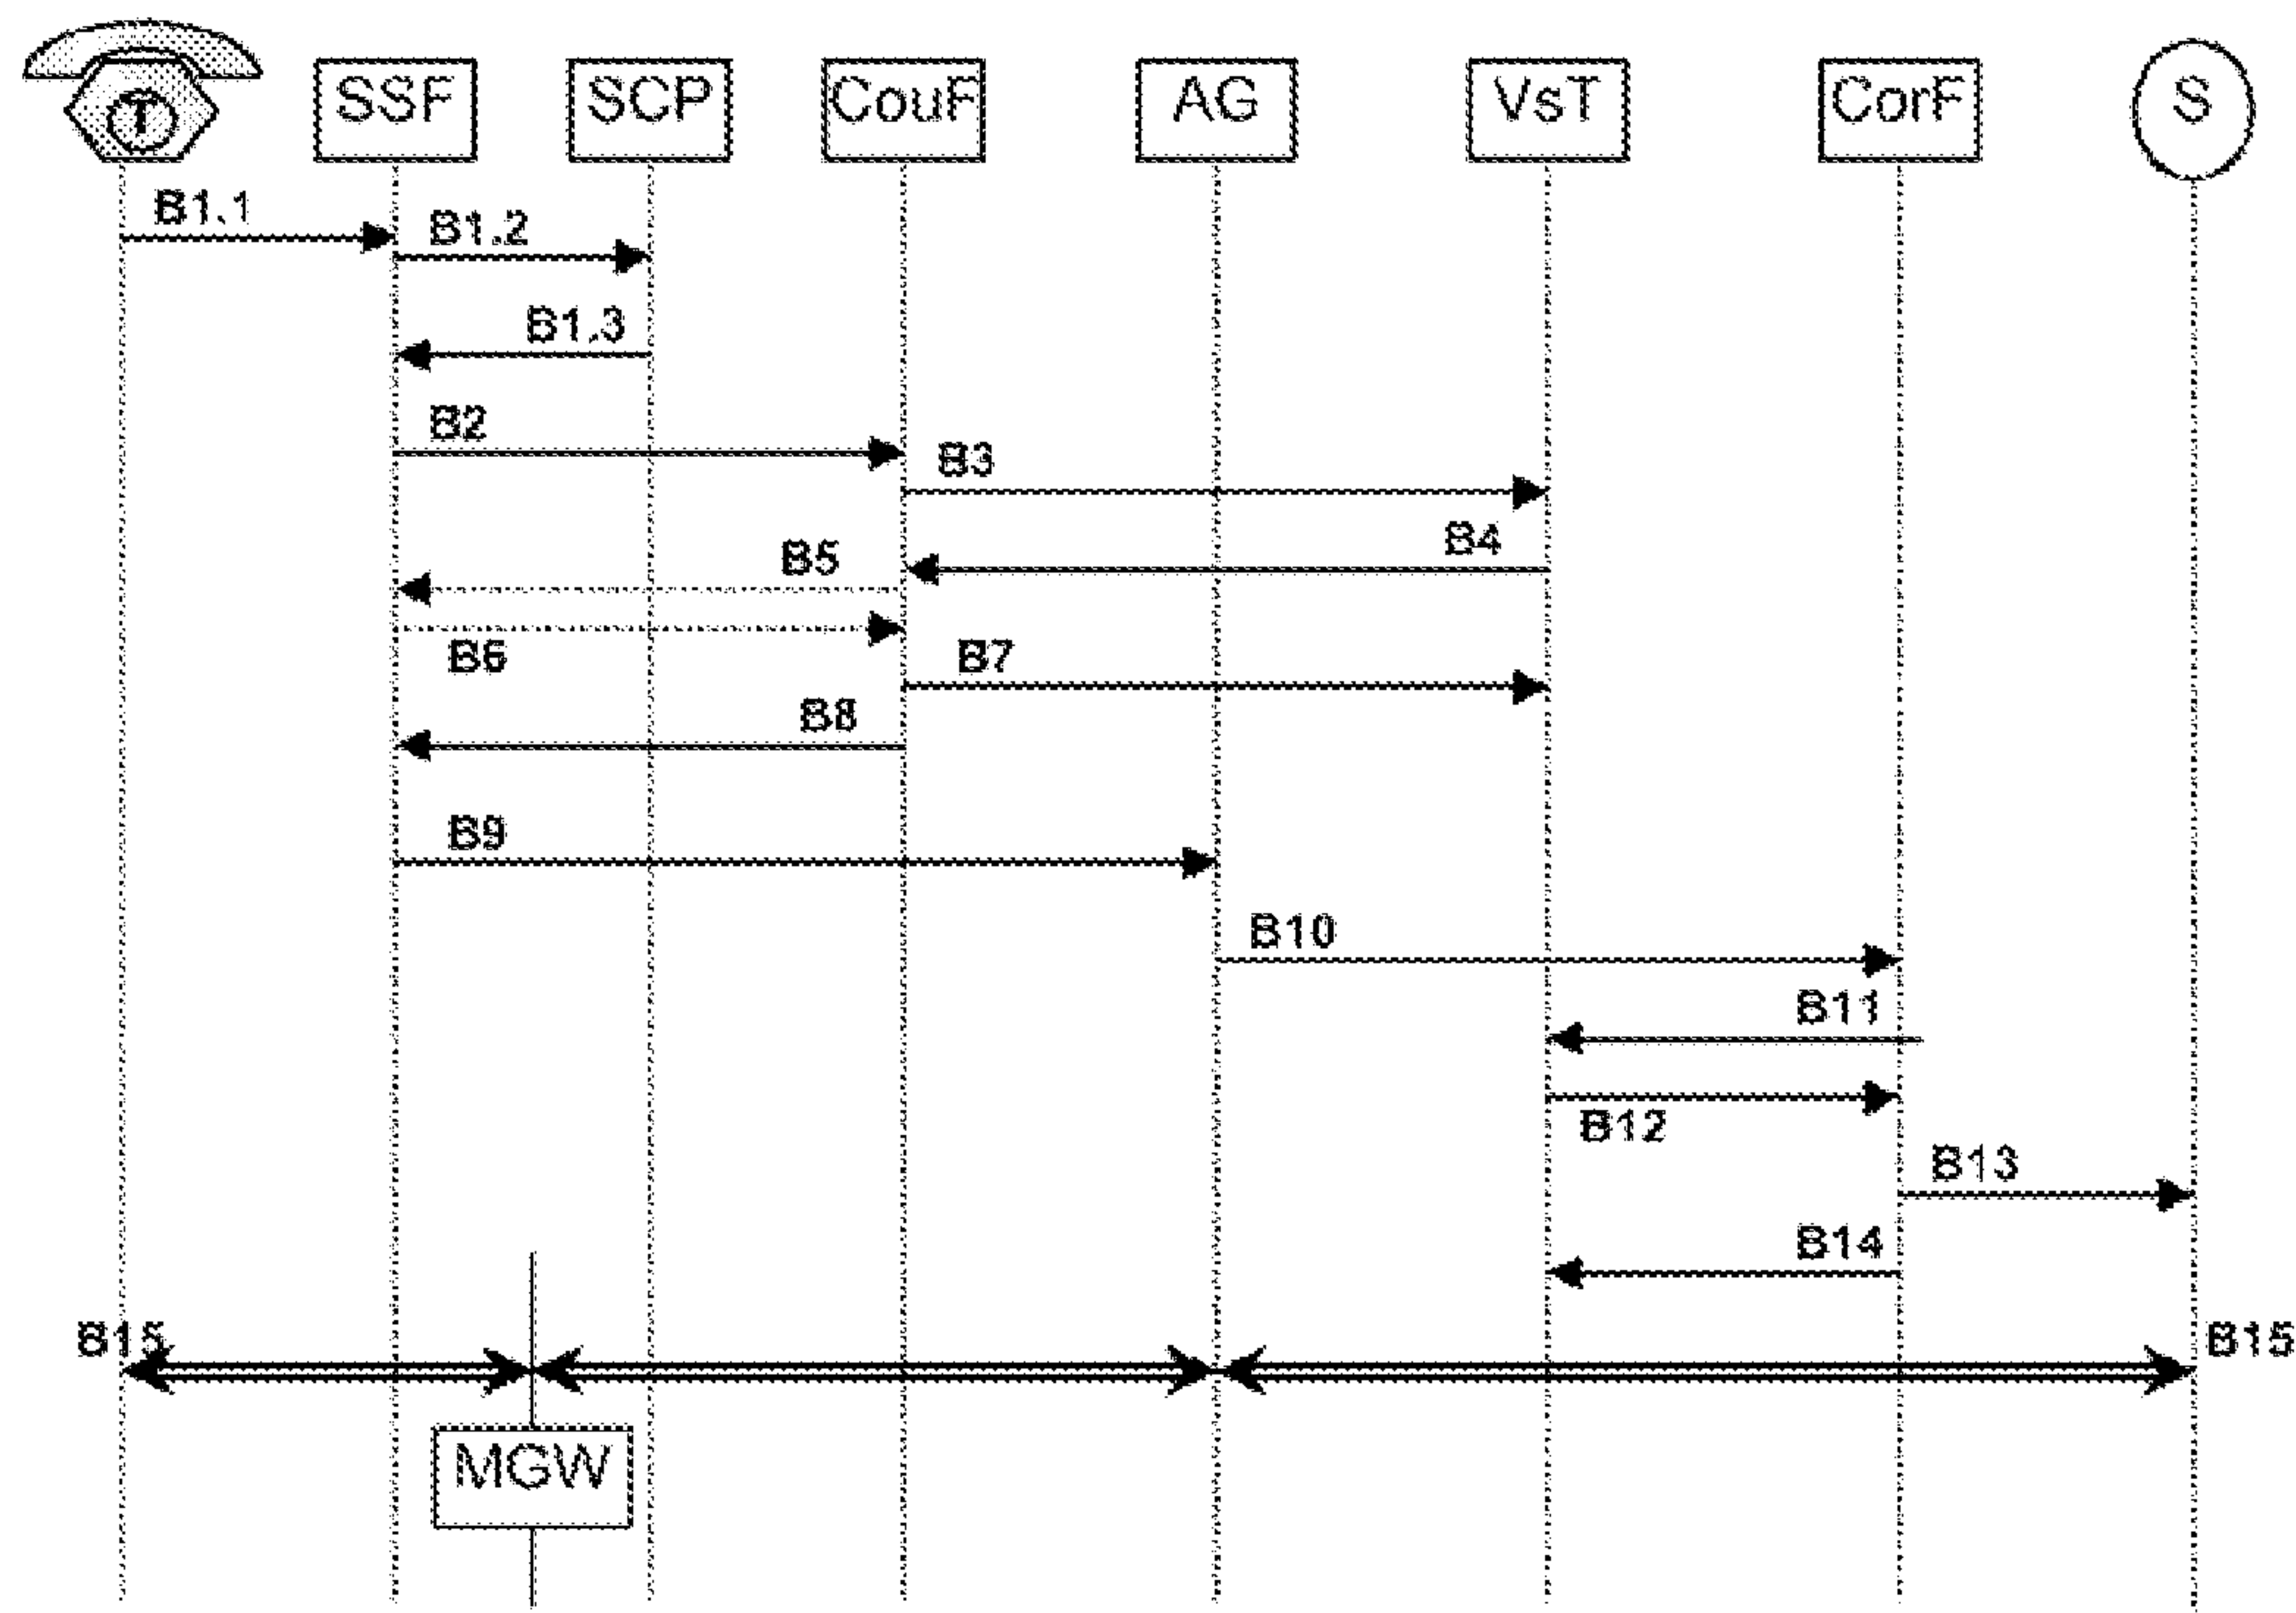 T
SSF
SCP
CouF
AG
VsT
CorF
S
B1.1
B1.2
B1.3
B2
B3
B4
B5
B6
B7
B8
B9
B10
B11
B12
B13
B14
B15
B15
MGW